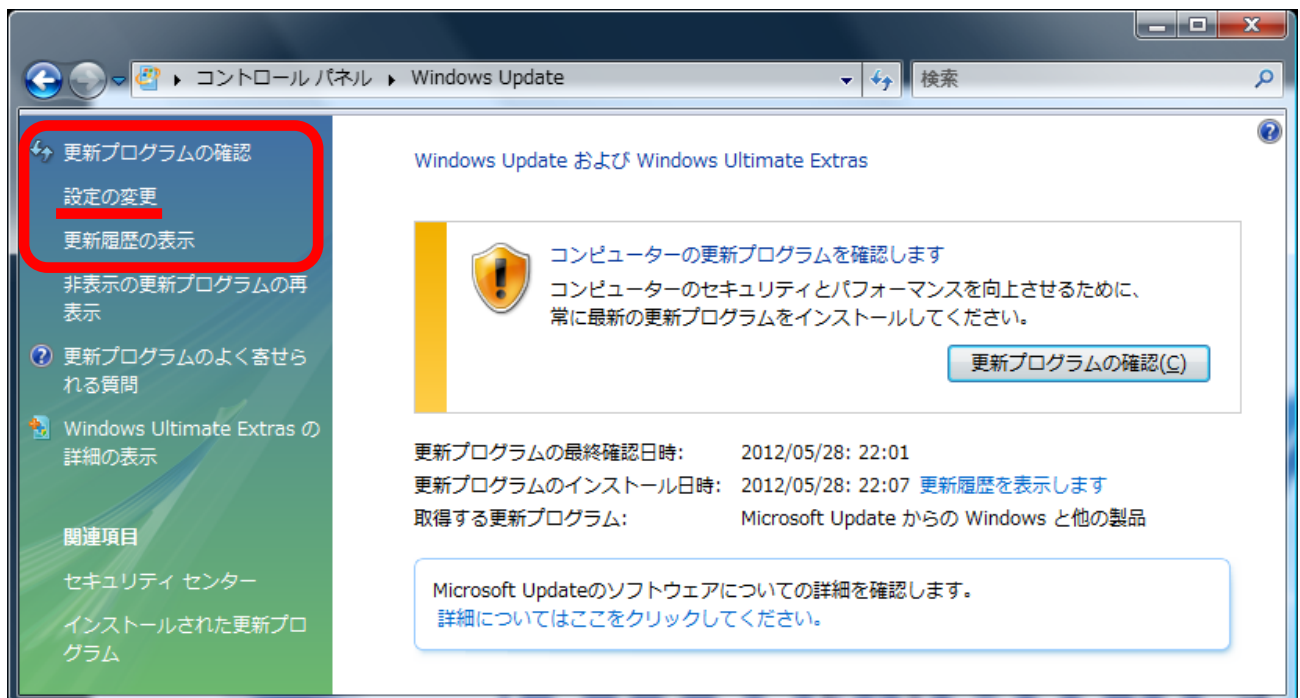 コントロール パネル ▸ Windows Update
検索
更新プログラムの確認
設定の変更
更新履歴の表示
非表示の更新プログラムの再
表示
更新プログラムのよく寄せら
れる質問
Windows Ultimate Extras の
詳細の表示
関連項目
セキュリティ センター
インストールされた更新プロ
グラム
Windows Update および Windows Ultimate Extras
コンピューターの更新プログラムを確認します
コンピューターのセキュリティとパフォーマンスを向上させるために、
常に最新の更新プログラムをインストールしてください。
更新プログラムの確認(C)
更新プログラムの最終確認日時: 2012/05/28: 22:01
更新プログラムのインストール日時: 2012/05/28: 22:07 更新履歴を表示します
取得する更新プログラム: Microsoft Update からの Windows と他の製品
Microsoft Updateのソフトウェアについての詳細を確認します。
詳細についてはここをクリックしてください。